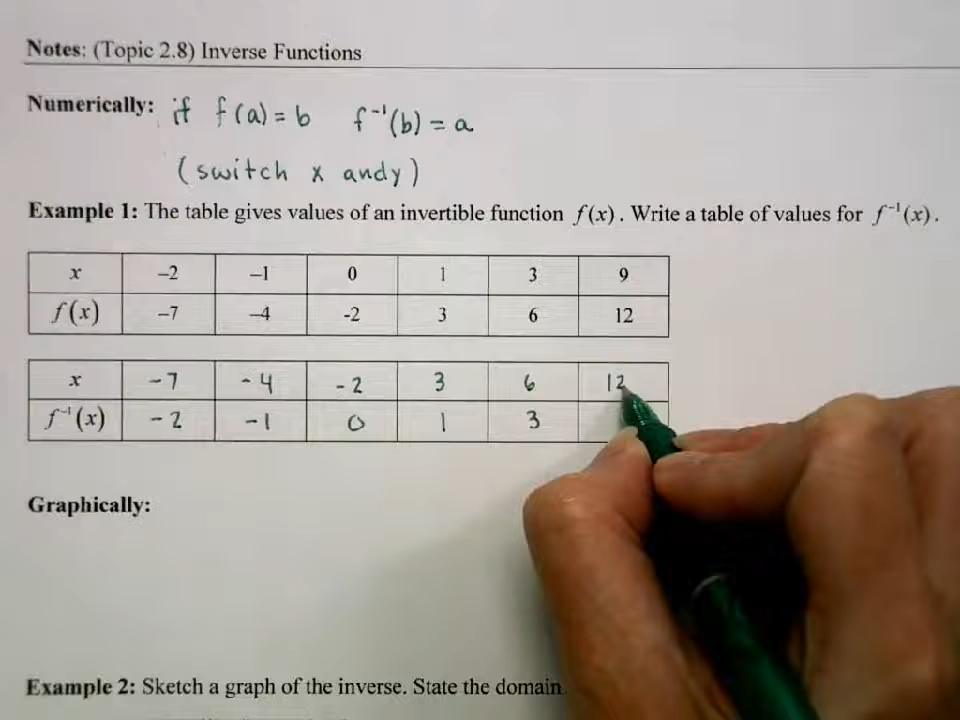 Notes: (Topic 2.8) Inverse Functions
Numerically: if f(a) = b f⁻¹(b) = a
(switch x and y)
Example 1: The table gives values of an invertible function f(x). Write a table of values for f⁻¹(x).
x −2 −1 0 1 3 9
f(x) −7 −4 -2 3 6 12
x -7 -4 -2 3 6 12
f⁻¹(x) -2 -1 0 1 3
Graphically:
Example 2: Sketch a graph of the inverse. State the domain